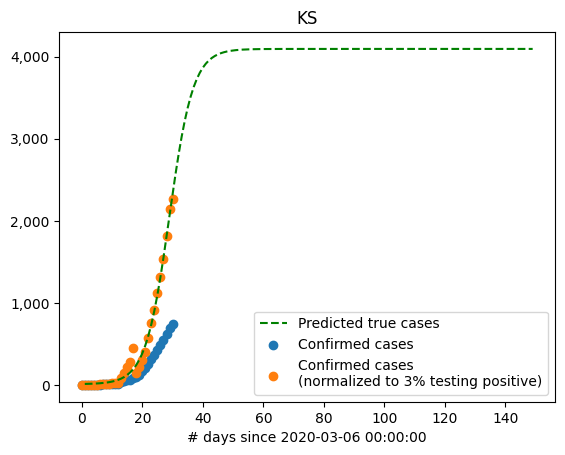 KS
4,000
3,000
2,000
1,000
0
0 20 40 60 80 100 120 140
# days since 2020-03-06 00:00:00
Predicted true cases
Confirmed cases
Confirmed cases
(normalized to 3% testing positive)